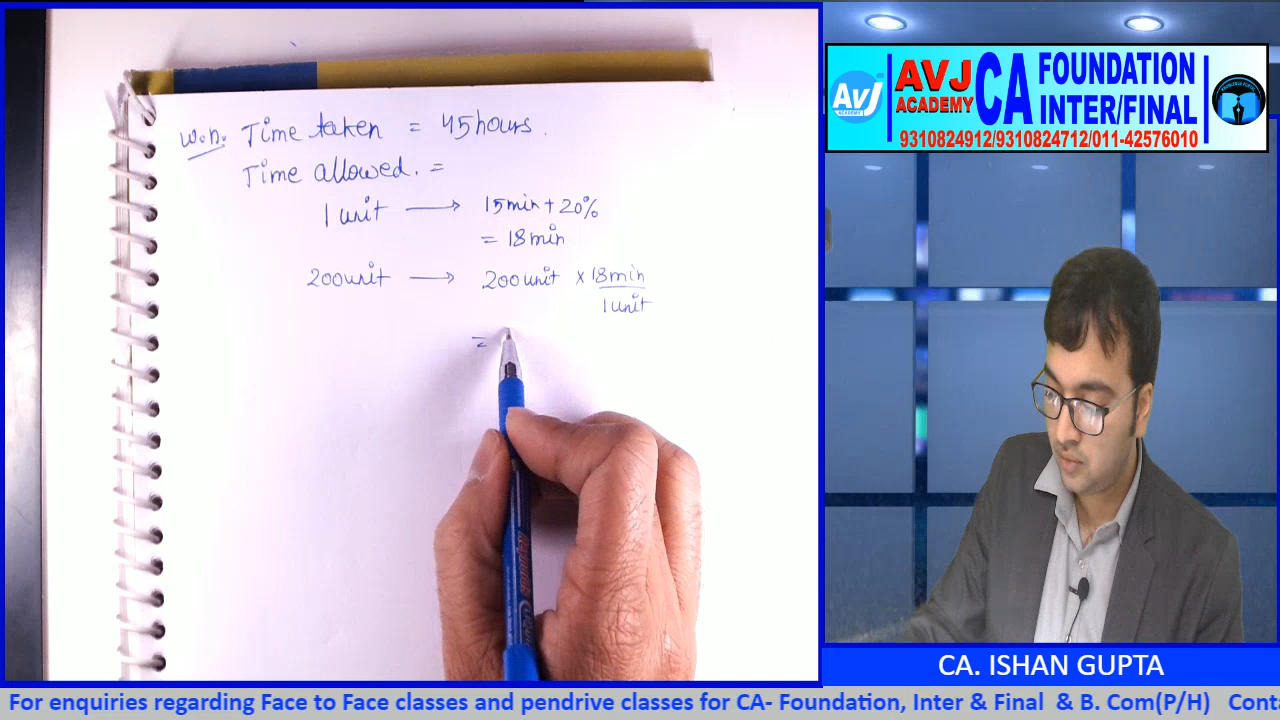 W.n. Time taken = 45 hours.
Time allowed. =
1 unit → 15 min + 20%
= 18 min
200 unit → 200 unit × 18 min
1 unit
=
AVJ
ACADEMY
AVJ
ACADEMY
CA
FOUNDATION
INTER/FINAL
9310824912/9310824712/011-42576010
CA. ISHAN GUPTA
For enquiries regarding Face to Face classes and pendrive classes for CA- Foundation, Inter & Final & B. Com(P/H) Cont